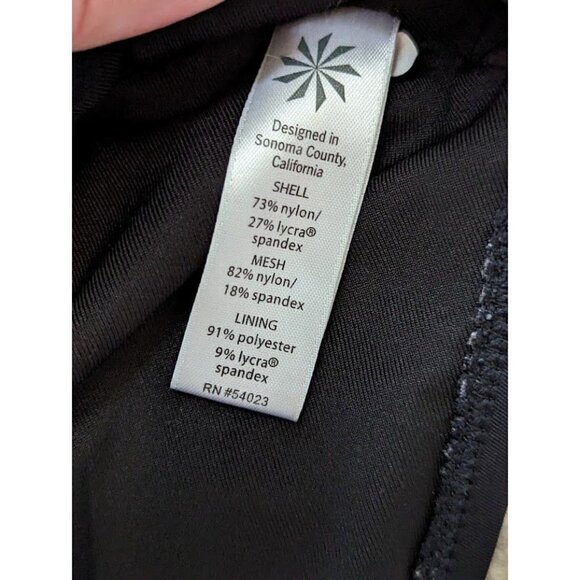 Designed in
Sonoma County,
California
SHELL
73% nylon/
27% lycra®
spandex
MESH
82% nylon/
18% spandex
LINING
91% polyester
9% lycra®
spandex
RN #54023